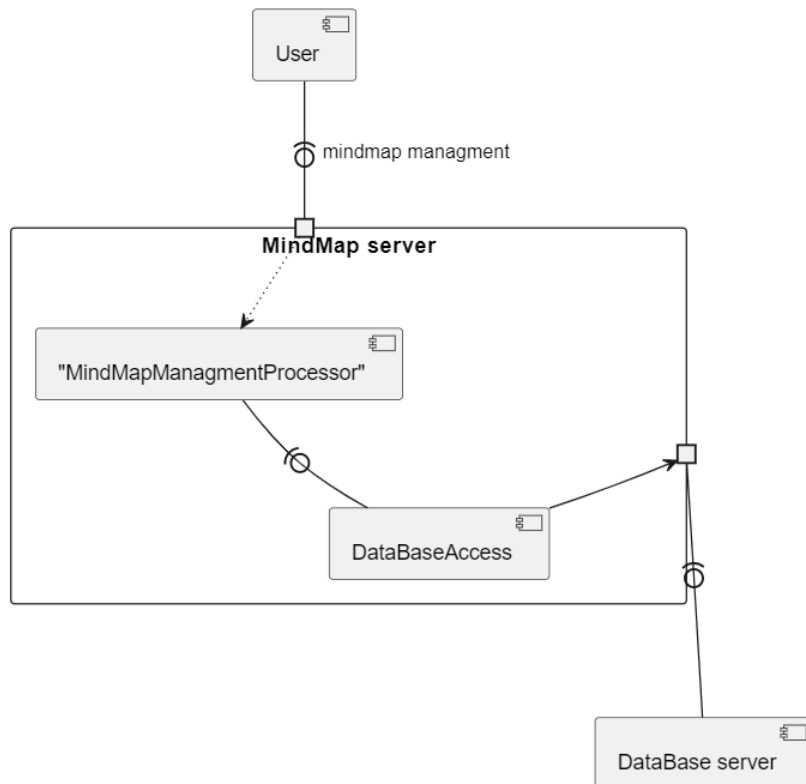 User
mindmap managment
MindMap server
"MindMapManagmentProcessor"
DataBaseAccess
DataBase server